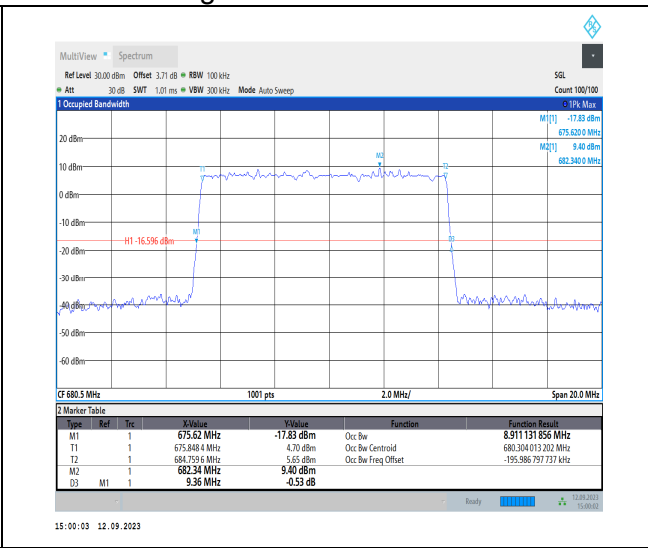 MultiView Spectrum
Ref Level 30.00 dBm Offset 3.71 dB RBW 100 kHz SGL
Att 30 dB SWT 1.01 ms VBW 300 kHz Mode Auto Sweep Count 100/100
1 Occupied Bandwidth 1Pk Max
M1[1] -17.83 dBm
675.620 0 MHz
M2[1] 9.40 dBm
682.340 0 MHz
20 dBm
M2
10 dBm
T1 T2
0 dBm
-10 dBm
M1
H1 -16.596 dBm
D3
-20 dBm
-30 dBm
-40 dBm
-50 dBm
-60 dBm
CF 680.5 MHz 1001 pts 2.0 MHz/ Span 20.0 MHz
2 Marker Table
Type Ref Trc X-Value Y-Value Function Function Result
M1 1 675.62 MHz -17.83 dBm Occ Bw 8.911 131 856 MHz
T1 1 675.848 4 MHz 4.70 dBm Occ Bw Centroid 680.304 013 202 MHz
T2 1 684.759 6 MHz 5.65 dBm Occ Bw Freq Offset -195.986 797 737 kHz
M2 1 682.34 MHz 9.40 dBm
D3 M1 1 9.36 MHz -0.53 dB
Ready 12.09.2023
15:00:02
15:00:03 12.09.2023